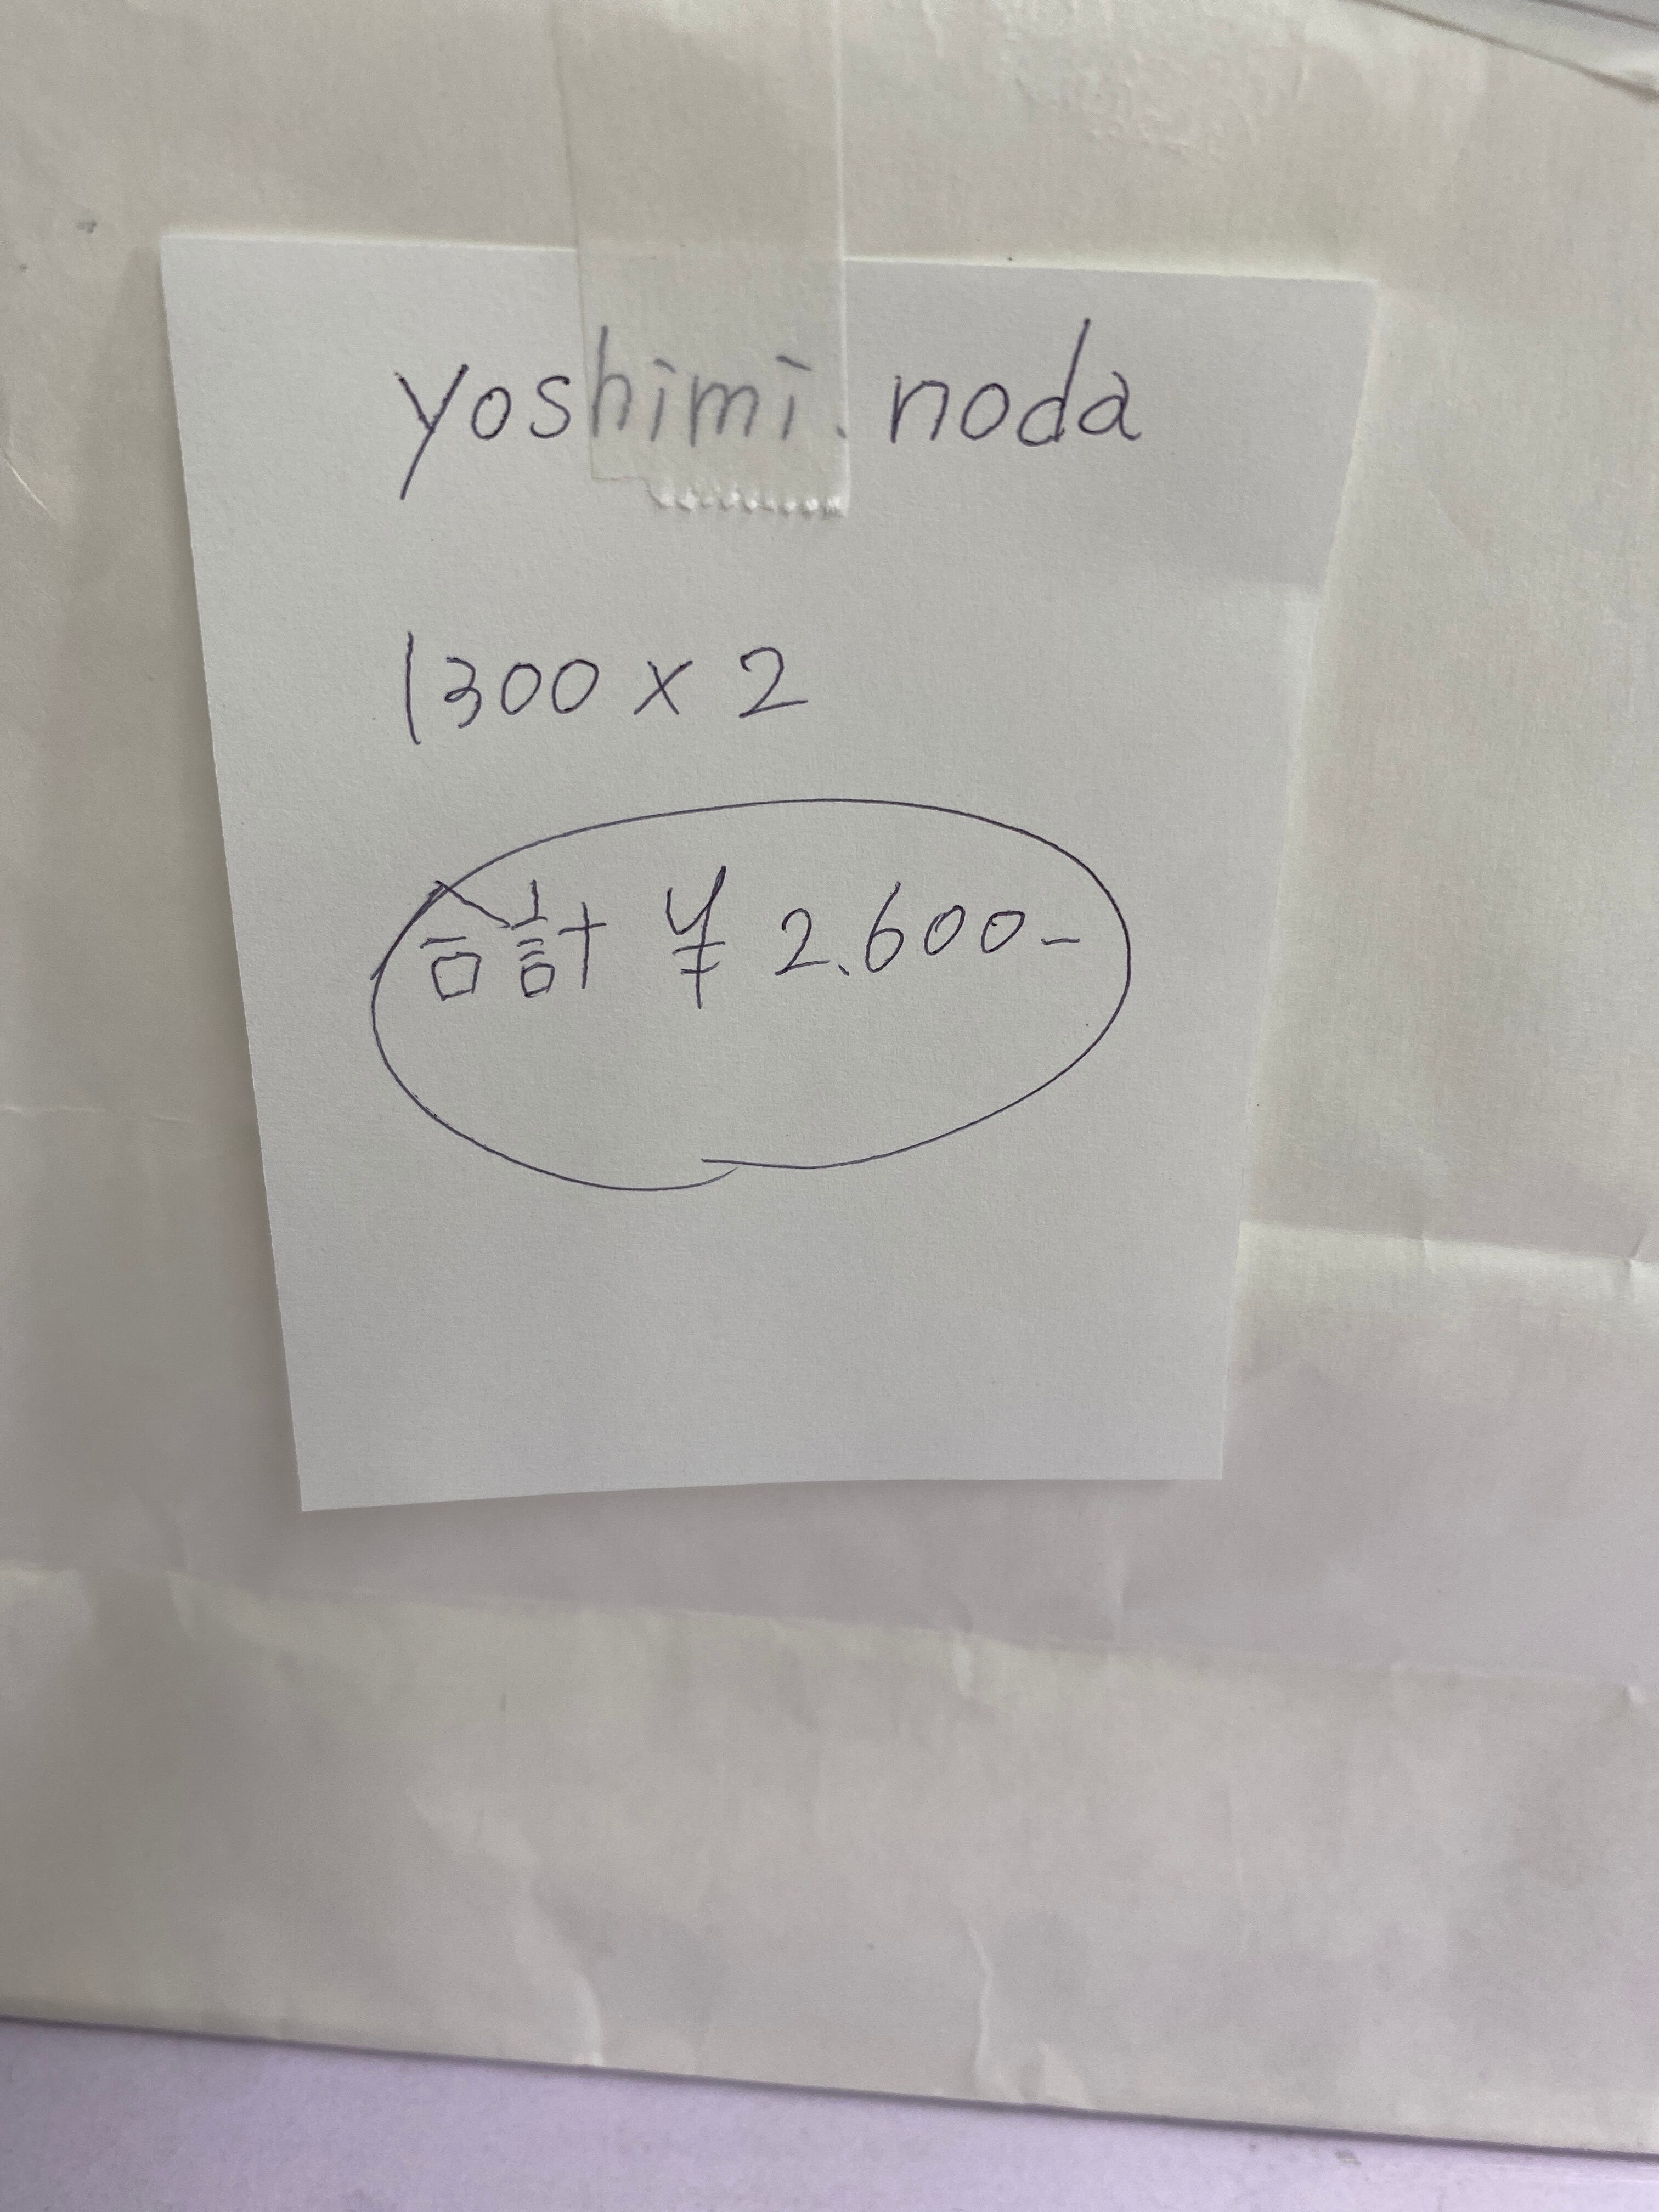 yoshimi.noda
1300 × 2
合計 ¥ 2.600-